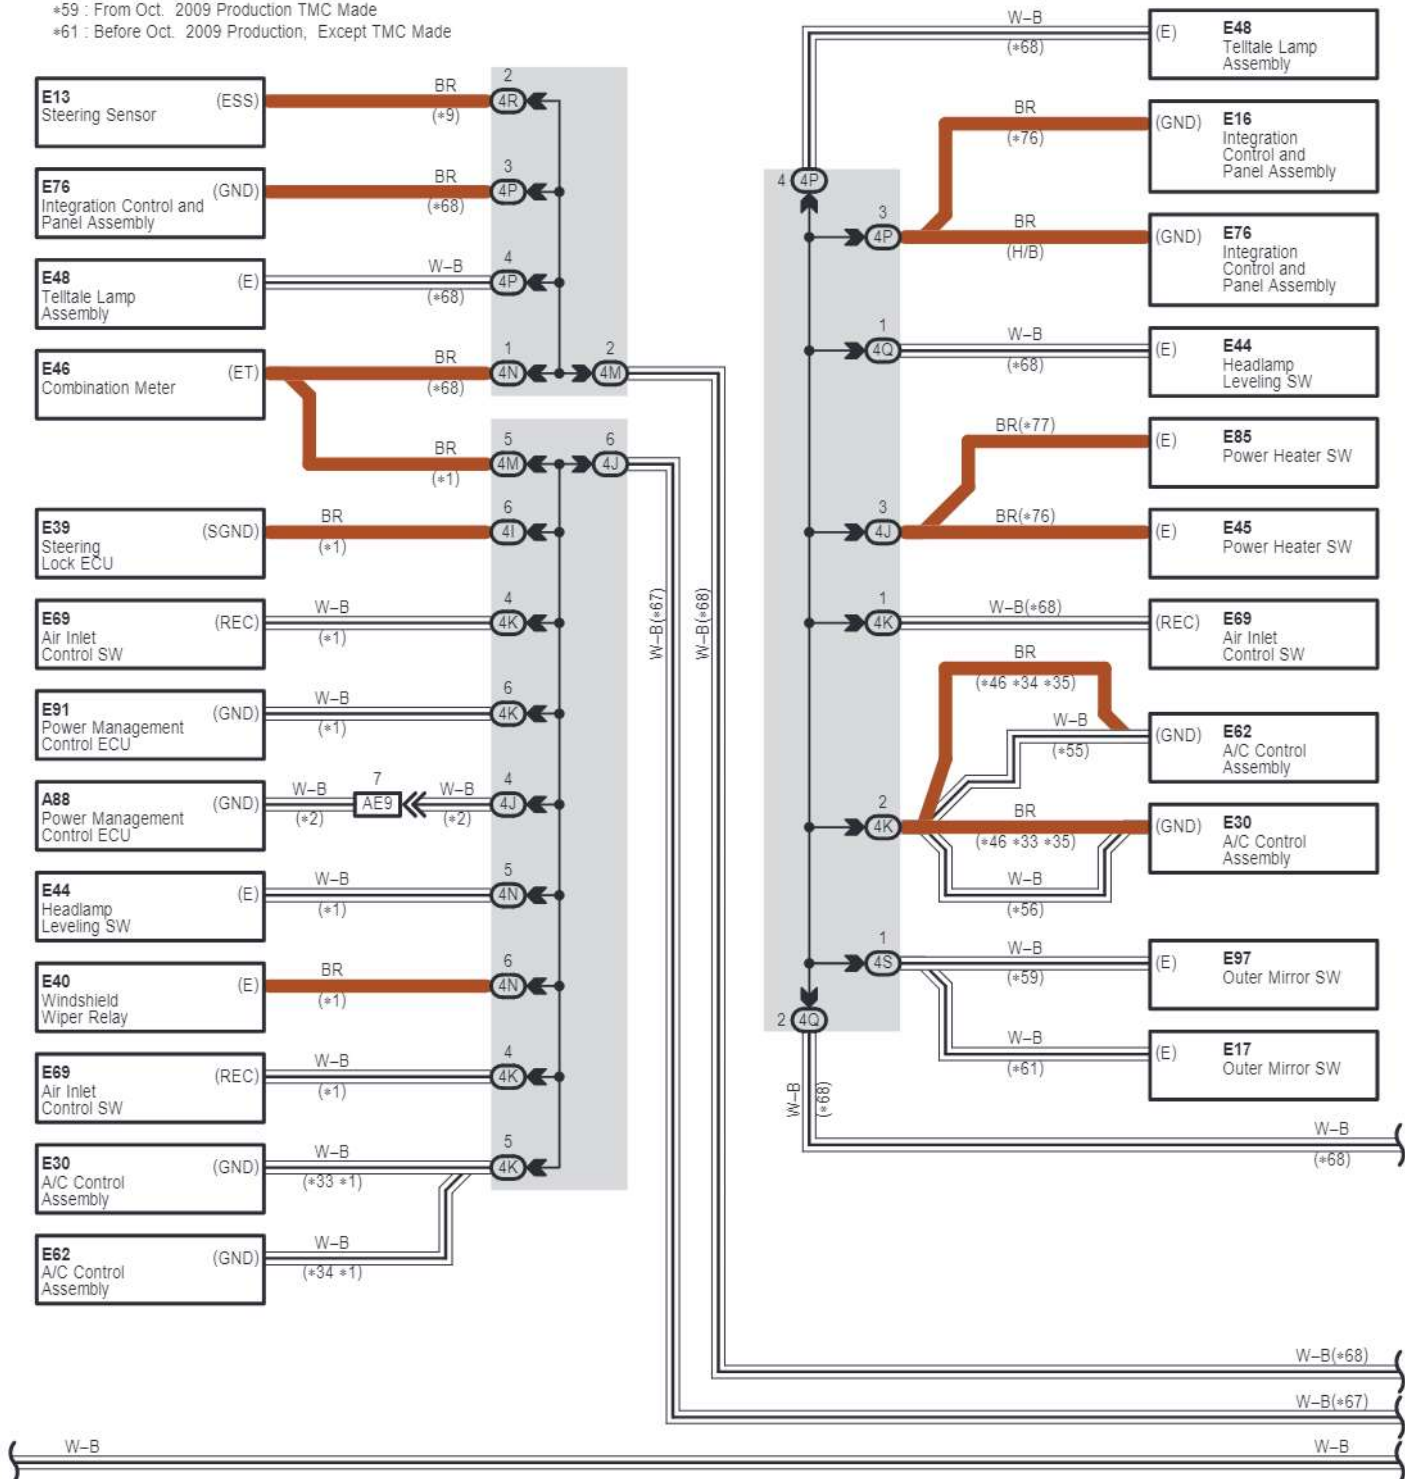 *59 : From Oct. 2009 Production TMC Made
*61 : Before Oct. 2009 Production, Except TMC Made
E13
Steering Sensor
(ESS)
BR
(*9)
2
4R
E76
Integration Control and
Panel Assembly
(GND)
BR
(*68)
3
4P
E48
Telltale Lamp
Assembly
(E)
W-B
(*68)
4
4P
E46
Combination Meter
(ET)
BR
(*68)
1
4N
2
4M
BR
(*1)
5
4M
6
4J
E39
Steering
Lock ECU
(SGND)
BR
(*1)
6
4I
E69
Air Inlet
Control SW
(REC)
W-B
(*1)
4
4K
E91
Power Management
Control ECU
(GND)
W-B
(*1)
6
4K
A88
Power Management
Control ECU
(GND)
W-B
(*2)
7
AE9
W-B
(*2)
4
4J
E44
Headlamp
Leveling SW
(E)
W-B
(*1)
5
4N
E40
Windshield
Wiper Relay
(E)
BR
(*1)
6
4N
E69
Air Inlet
Control SW
(REC)
W-B
(*1)
4
4K
E30
A/C Control
Assembly
(GND)
W-B
(*33 *1)
5
4K
E62
A/C Control
Assembly
(GND)
W-B
(*34 *1)
W-B(*67)
W-B(*68)
W-B
(*68)
(E)
E48
Telltale Lamp
Assembly
4
4P
BR
(*76)
(GND)
E16
Integration
Control and
Panel Assembly
3
4P
BR
(H/B)
(GND)
E76
Integration
Control and
Panel Assembly
1
4Q
W-B
(*68)
(E)
E44
Headlamp
Leveling SW
BR(*77)
(E)
E85
Power Heater SW
3
4J
BR(*76)
(E)
E45
Power Heater SW
1
4K
W-B(*68)
(REC)
E69
Air Inlet
Control SW
BR
(*46 *34 *35)
W-B
(*55)
(GND)
E62
A/C Control
Assembly
2
4K
BR
(*46 *33 *35)
(GND)
E30
A/C Control
Assembly
W-B
(*56)
1
4S
W-B
(*59)
(E)
E97
Outer Mirror SW
2
4Q
W-B
(*61)
(E)
E17
Outer Mirror SW
W-B
(*68)
W-B
(*68)
W-B(*68)
W-B(*67)
W-B
W-B